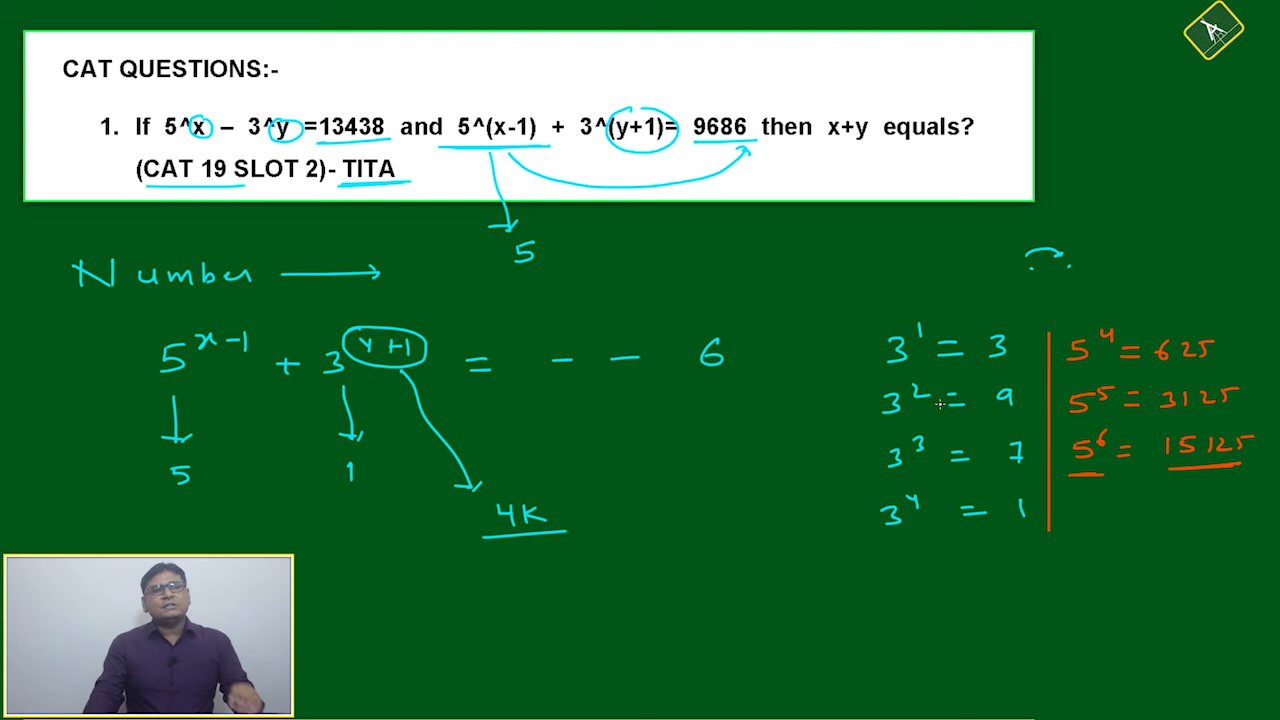 CAT QUESTIONS:-
1. If 5^x – 3^y =13438 and 5^(x-1) + 3^(y+1)= 9686 then x+y equals?
(CAT 19 SLOT 2)- TITA
5
Number
5^x-1 + 3^y+1 = - - 6
5
1
4K
3^1 = 3
3^2 = 9
3^3 = 7
3^4 = 1
5^4 = 625
5^5 = 3125
5^6 = 15125
A